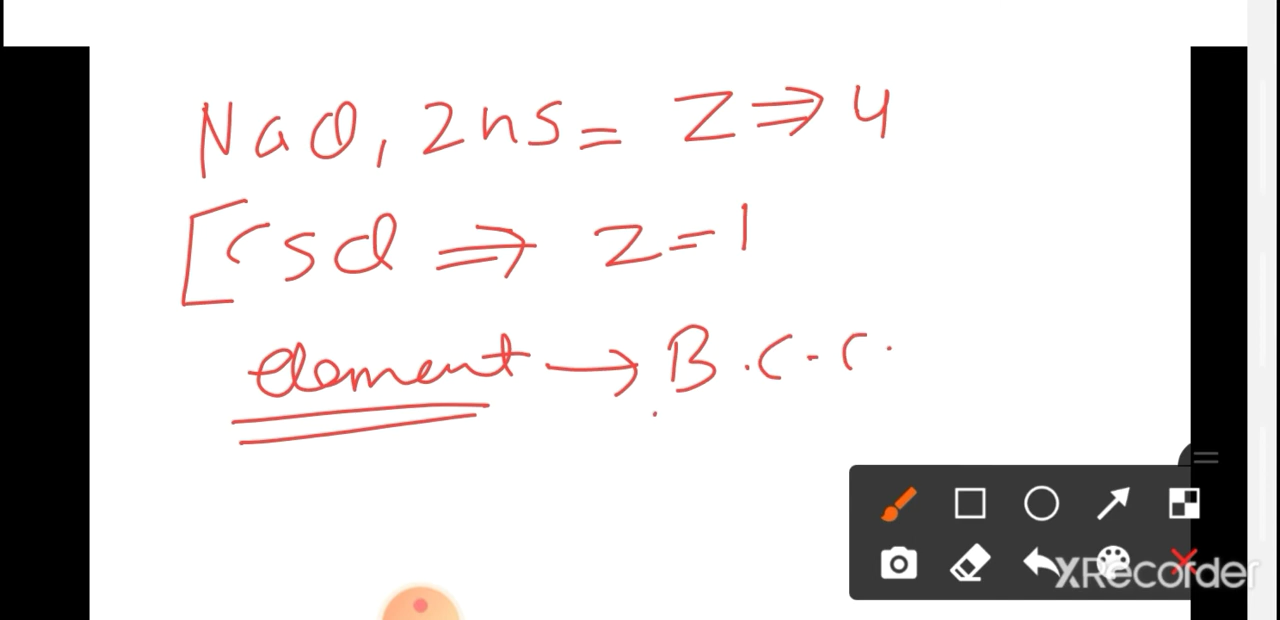 NaCl, ZnS = Z ⇒ 4
[CsCl ⇒ Z = 1
element → B.C.C.
XRecorder